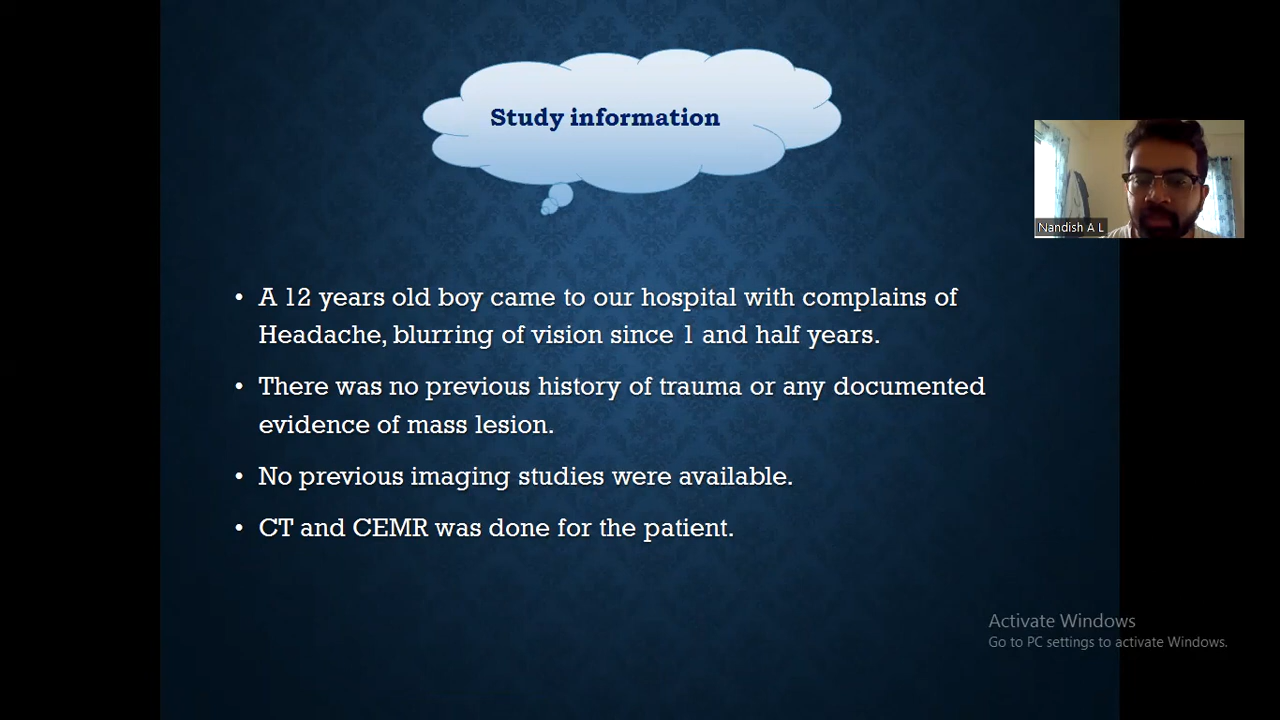 Study information
Nandish A L
• A 12 years old boy came to our hospital with complains of
Headache, blurring of vision since 1 and half years.
• There was no previous history of trauma or any documented
evidence of mass lesion.
• No previous imaging studies were available.
• CT and CEMR was done for the patient.
Activate Windows
Go to PC settings to activate Windows.